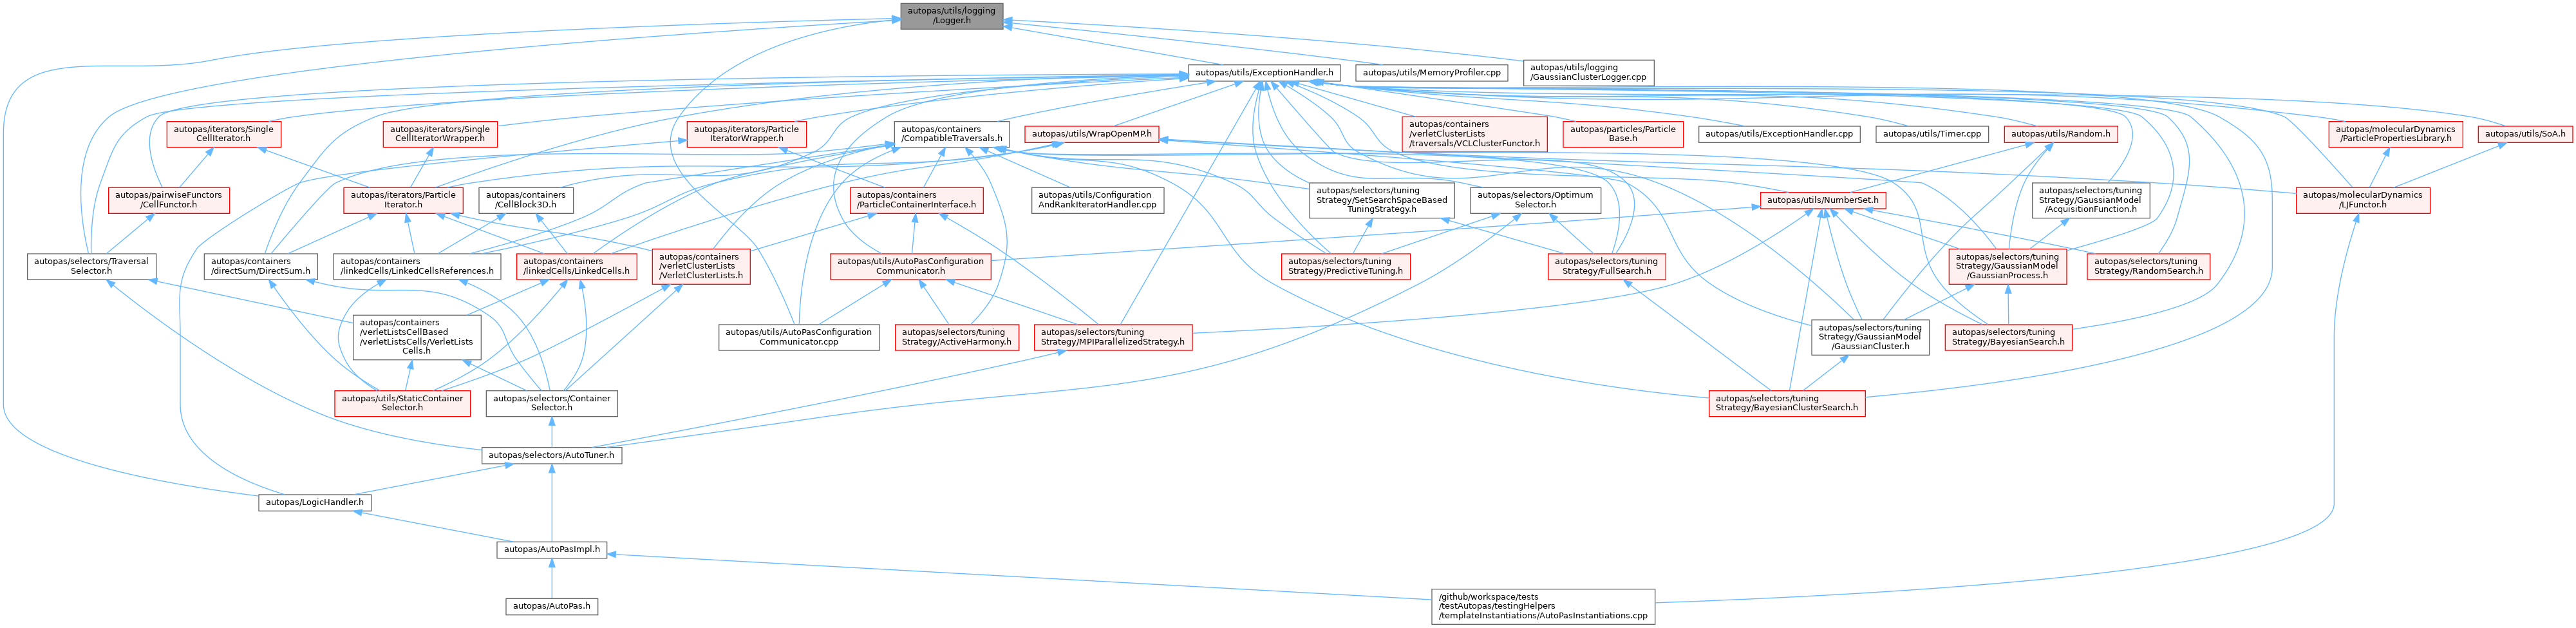 autopas/utils/logging
/Logger.h
autopas/utils/ExceptionHandler.h
autopas/utils/MemoryProfiler.cpp
autopas/utils/logging
/GaussianClusterLogger.cpp
autopas/iterators/Single
CellIterator.h
autopas/iterators/Single
CellIteratorWrapper.h
autopas/iterators/Particle
IteratorWrapper.h
autopas/containers
/CompatibleTraversals.h
autopas/utils/WrapOpenMP.h
autopas/containers
/verletClusterLists
/traversals/VCLClusterFunctor.h
autopas/particles/Particle
Base.h
autopas/utils/ExceptionHandler.cpp
autopas/utils/Timer.cpp
autopas/utils/Random.h
autopas/molecularDynamics
/ParticlePropertiesLibrary.h
autopas/utils/SoA.h
autopas/pairwiseFunctors
/CellFunctor.h
autopas/iterators/Particle
Iterator.h
autopas/containers
/CellBlock3D.h
autopas/containers
/ParticleContainerInterface.h
autopas/utils/Configuration
AndRankIteratorHandler.cpp
autopas/selectors/tuning
Strategy/SetSearchSpaceBased
TuningStrategy.h
autopas/selectors/Optimum
Selector.h
autopas/utils/NumberSet.h
autopas/selectors/tuning
Strategy/GaussianModel
/AcquisitionFunction.h
autopas/molecularDynamics
/LJFunctor.h
autopas/selectors/Traversal
Selector.h
autopas/containers
/directSum/DirectSum.h
autopas/containers
/linkedCells/LinkedCellsReferences.h
autopas/containers
/linkedCells/LinkedCells.h
autopas/containers
/verletClusterLists
/VerletClusterLists.h
autopas/utils/AutoPasConfiguration
Communicator.h
autopas/selectors/tuning
Strategy/PredictiveTuning.h
autopas/selectors/tuning
Strategy/FullSearch.h
autopas/selectors/tuning
Strategy/GaussianModel
/GaussianProcess.h
autopas/selectors/tuning
Strategy/RandomSearch.h
autopas/containers
/verletListsCellBased
/verletListsCells/VerletLists
Cells.h
autopas/utils/AutoPasConfiguration
Communicator.cpp
autopas/selectors/tuning
Strategy/ActiveHarmony.h
autopas/selectors/tuning
Strategy/MPIParallelizedStrategy.h
autopas/selectors/tuning
Strategy/GaussianModel
/GaussianCluster.h
autopas/selectors/tuning
Strategy/BayesianSearch.h
autopas/utils/StaticContainer
Selector.h
autopas/selectors/Container
Selector.h
autopas/selectors/tuning
Strategy/BayesianClusterSearch.h
autopas/selectors/AutoTuner.h
autopas/LogicHandler.h
autopas/AutoPasImpl.h
autopas/AutoPas.h
/github/workspace/tests
/testAutopas/testingHelpers
/templateInstantiations/AutoPasInstantiations.cpp